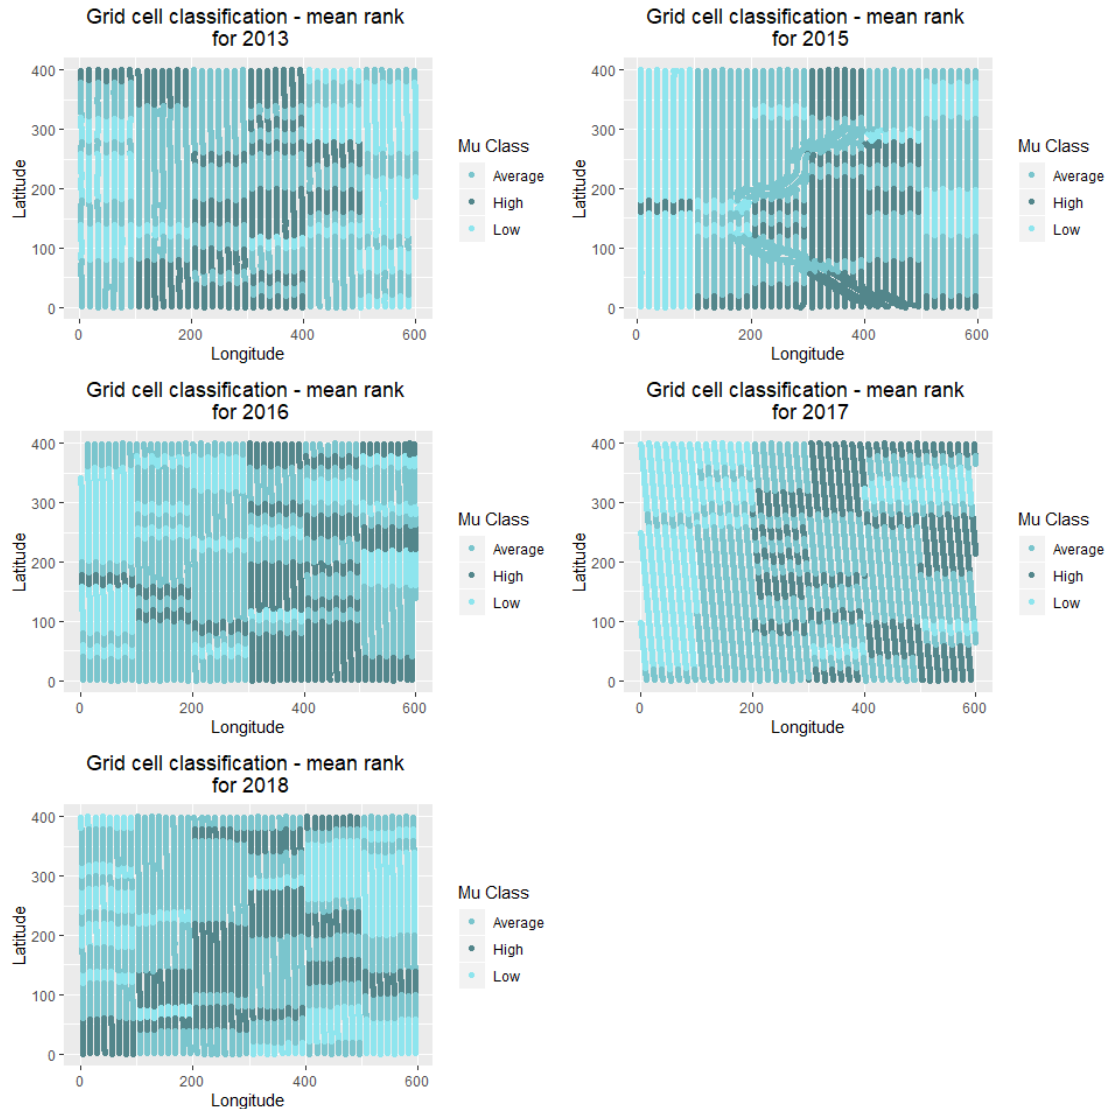 Grid cell classification - mean rank
for 2013
400
300
200
100
0
Latitude
0
200
400
600
Longitude
Mu Class
Average
High
Low
Grid cell classification - mean rank
for 2015
400
300
200
100
0
Latitude
0
200
400
600
Longitude
Mu Class
Average
High
Low
Grid cell classification - mean rank
for 2016
400
300
200
100
0
Latitude
0
200
400
600
Longitude
Mu Class
Average
High
Low
Grid cell classification - mean rank
for 2017
400
300
200
100
0
Latitude
0
200
400
600
Longitude
Mu Class
Average
High
Low
Grid cell classification - mean rank
for 2018
400
300
200
100
0
Latitude
0
200
400
600
Longitude
Mu Class
Average
High
Low